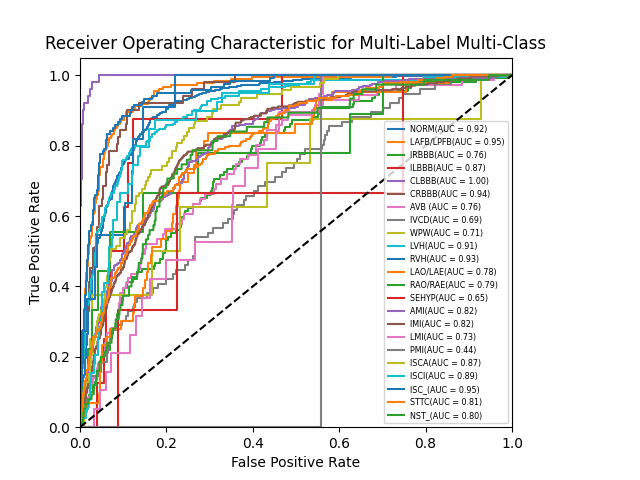 Receiver Operating Characteristic for Multi-Label Multi-Class
True Positive Rate
1.0
0.8
0.6
0.4
0.2
0.0
0.0 0.2 0.4 0.6 0.8 1.0
False Positive Rate
NORM(AUC = 0.92)
LAFB/LPFB(AUC = 0.95)
IRBBB(AUC = 0.76)
ILBBB(AUC = 0.87)
CLBBB(AUC = 1.00)
CRBBB(AUC = 0.94)
AVB (AUC = 0.76)
IVCD(AUC = 0.69)
WPW(AUC = 0.71)
LVH(AUC = 0.91)
RVH(AUC = 0.93)
LAO/LAE(AUC = 0.78)
RAO/RAE(AUC = 0.79)
SEHYP(AUC = 0.65)
AMI(AUC = 0.82)
IMI(AUC = 0.82)
LMI(AUC = 0.73)
PMI(AUC = 0.44)
ISCA(AUC = 0.87)
ISCI(AUC = 0.89)
ISC_(AUC = 0.95)
STTC(AUC = 0.81)
NST_(AUC = 0.80)